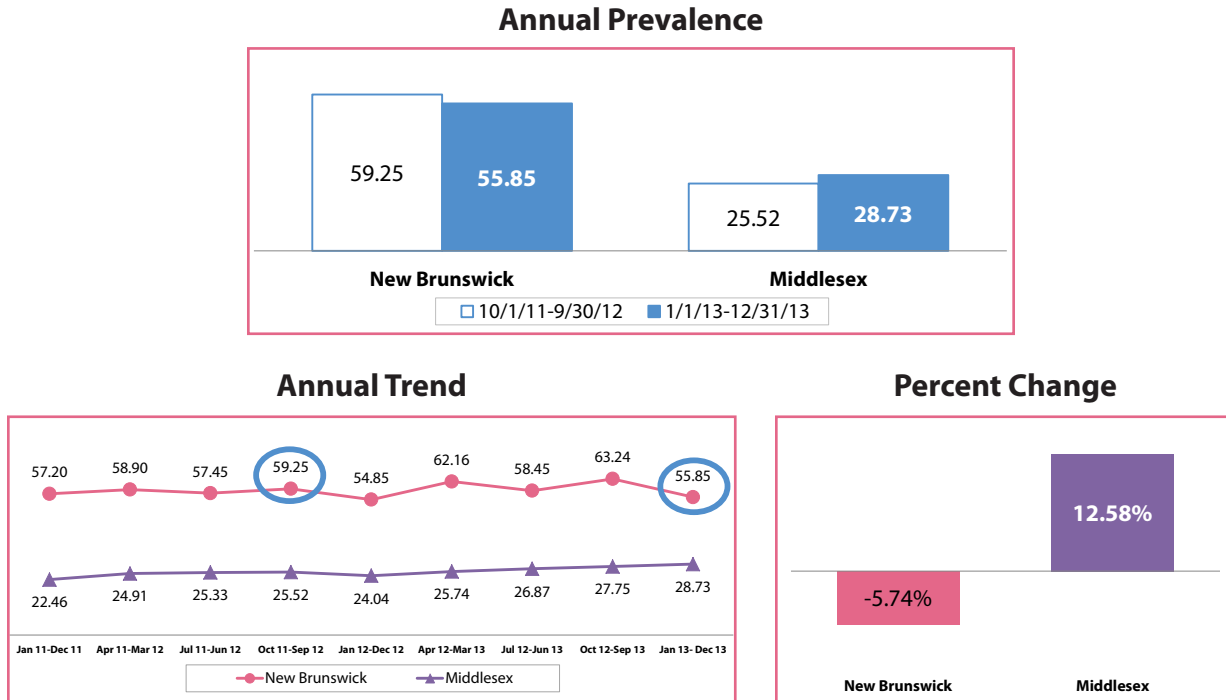 Annual Prevalence
59.25
55.85
25.52
28.73
New Brunswick
Middlesex
10/1/11-9/30/12
1/1/13-12/31/13
Annual Trend
57.20 58.90 57.45 59.25 54.85 62.16 58.45 63.24 55.85
22.46 24.91 25.33 25.52 24.04 25.74 26.87 27.75 28.73
Jan 11-Dec 11 Apr 11-Mar 12 Jul 11-Jun 12 Oct 11-Sep 12 Jan 12-Dec 12 Apr 12-Mar 13 Jul 12-Jun 13 Oct 12-Sep 13 Jan 13- Dec 13
New Brunswick Middlesex
Percent Change
12.58%
-5.74%
New Brunswick Middlesex